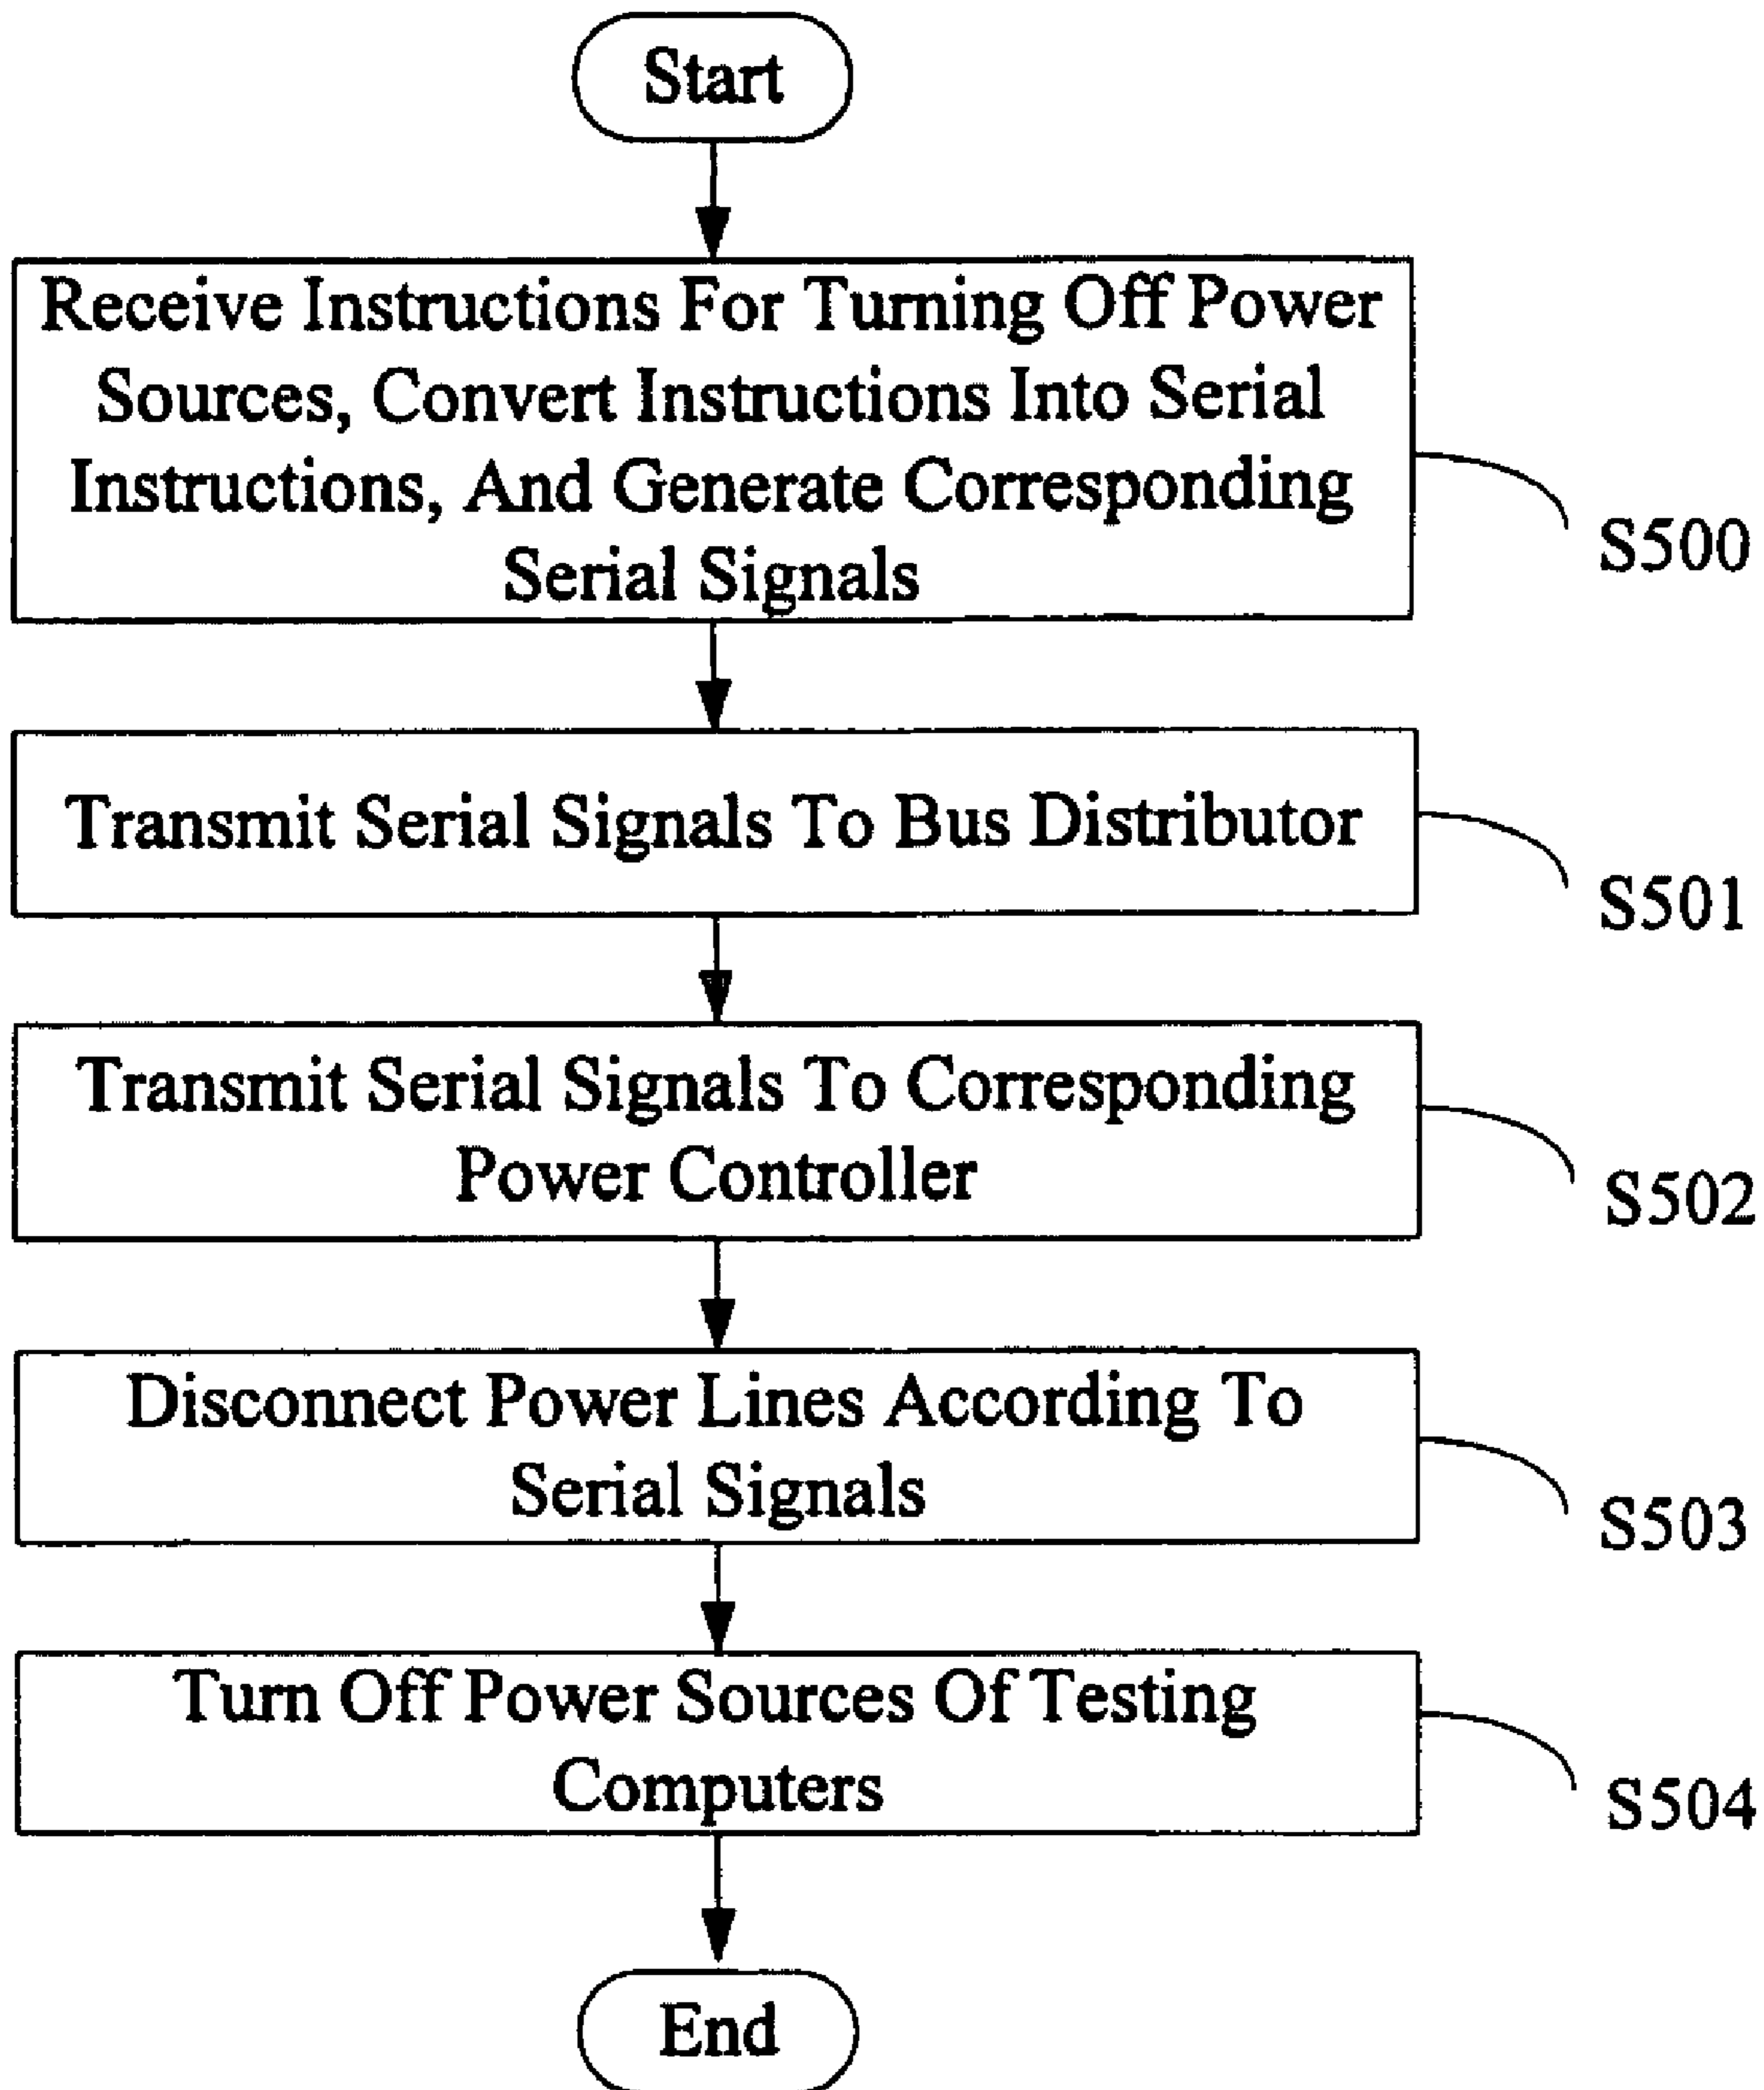 Start
Receive Instructions For Turning Off Power
Sources, Convert Instructions Into Serial
Instructions, And Generate Corresponding
Serial Signals
S500
Transmit Serial Signals To Bus Distributor
S501
Transmit Serial Signals To Corresponding
Power Controller
S502
Disconnect Power Lines According To
Serial Signals
S503
Turn Off Power Sources Of Testing
Computers
S504
End